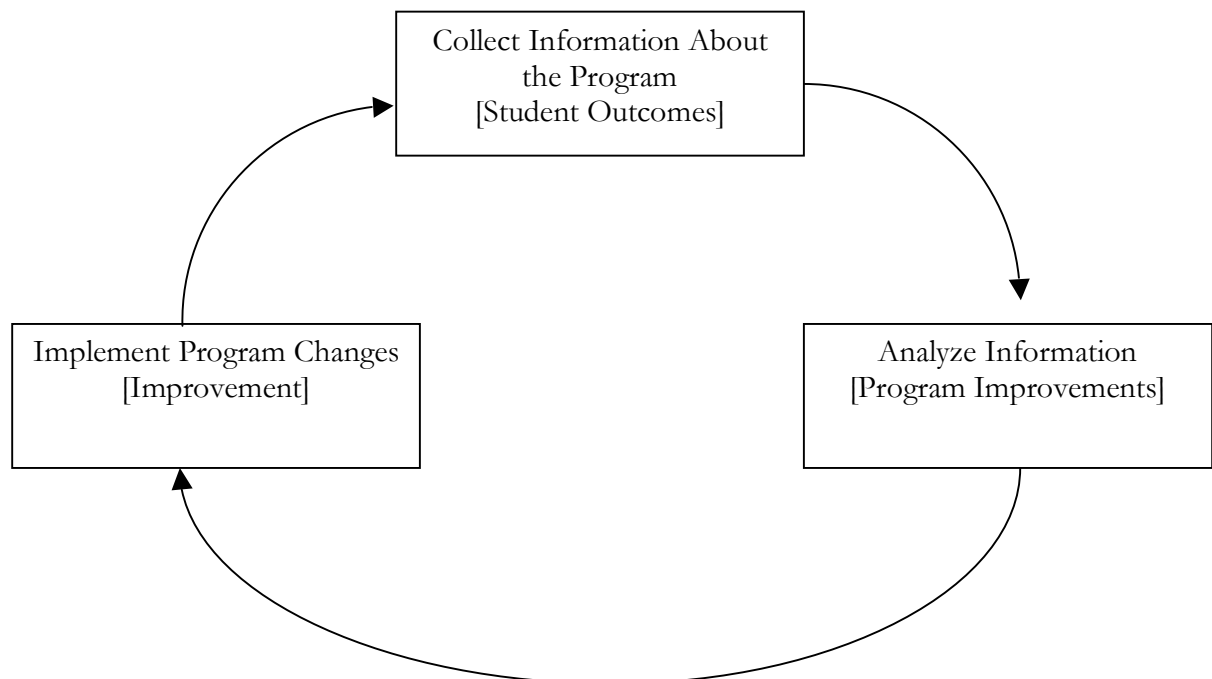 Collect Information About
the Program
[Student Outcomes]
Implement Program Changes
[Improvement]
Analyze Information
[Program Improvements]